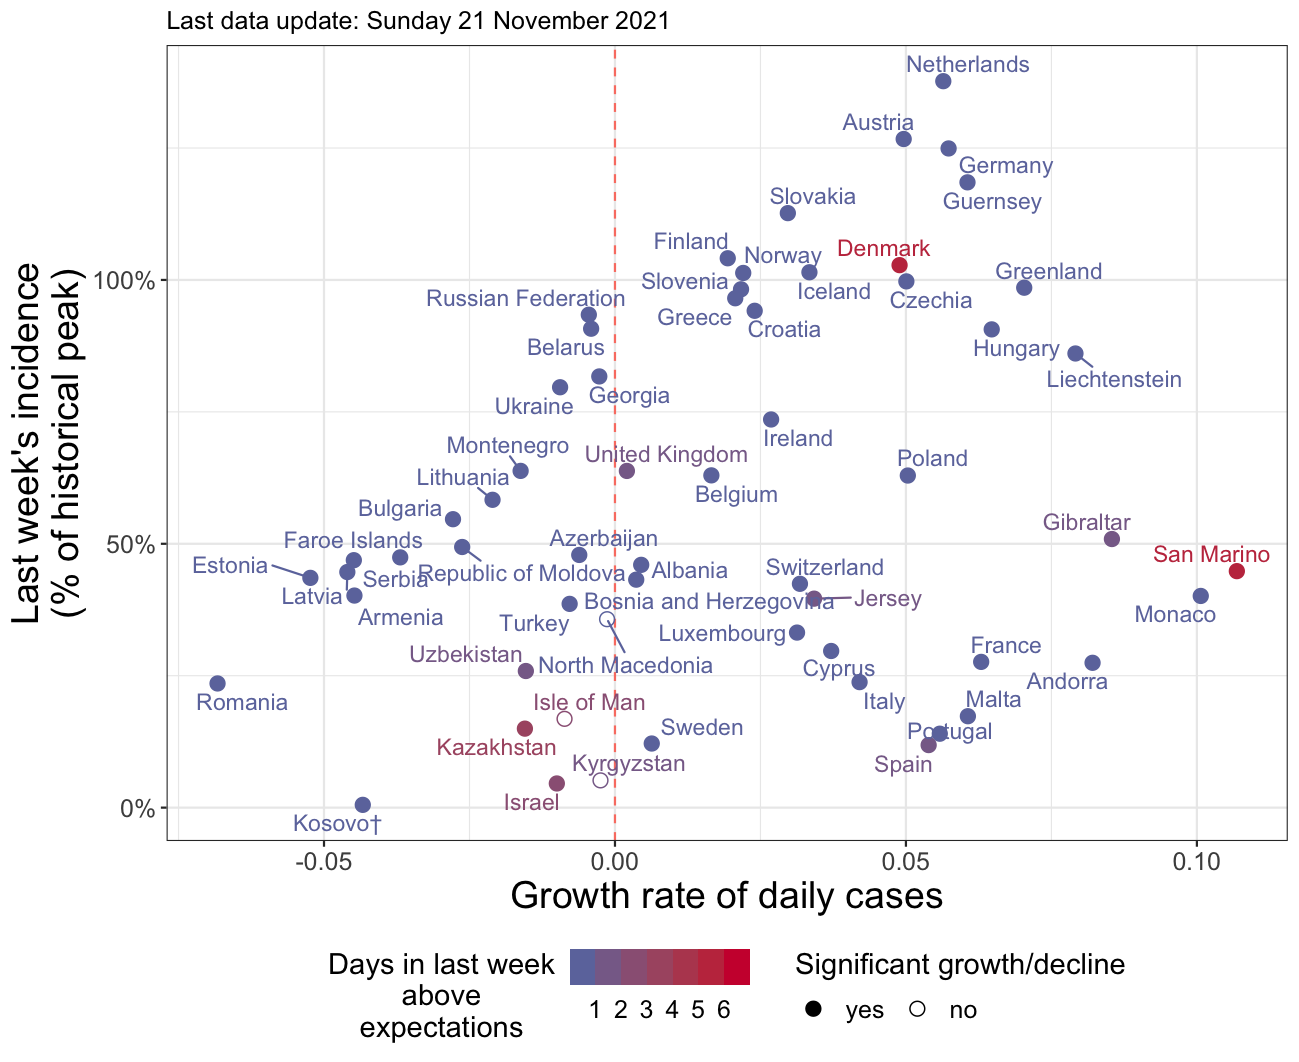 Last data update: Sunday 21 November 2021
Netherlands
Austria
Germany
Guernsey
Slovakia
Finland
Norway
Denmark
Slovenia
Iceland
Greenland
Czechia
Russian Federation
Greece
Croatia
Belarus
Hungary
Liechtenstein
Georgia
Ukraine
Ireland
Montenegro
United Kingdom
Poland
Lithuania
Belgium
Bulgaria
Gibraltar
Faroe Islands
Azerbaijan
San Marino
Estonia
Serbia
Republic of Moldova
Albania
Switzerland
Latvia
Bosnia and Herzegovina
Jersey
Armenia
Turkey
Luxembourg
Monaco
Uzbekistan
North Macedonia
Cyprus
France
Andorra
Romania
Isle of Man
Italy
Malta
Kazakhstan
Sweden
Portugal
Kyrgyzstan
Spain
Israel
Kosovo†
100%
50%
0%
Last week's incidence
(% of historical peak)
-0.05
0.00
0.05
0.10
Growth rate of daily cases
Days in last week
above
expectations
1 2 3 4 5 6
Significant growth/decline
yes
no